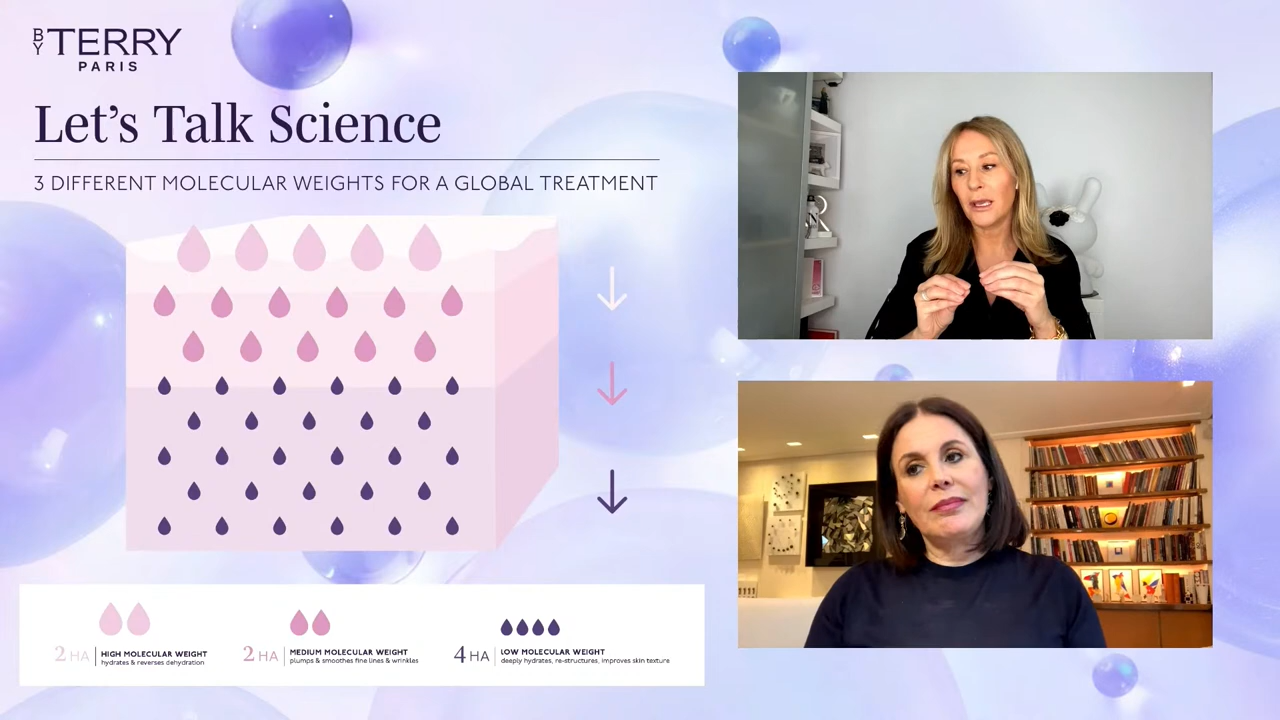 BY TERRY
PARIS
Let's Talk Science
3 DIFFERENT MOLECULAR WEIGHTS FOR A GLOBAL TREATMENT
2 HA
HIGH MOLECULAR WEIGHT
hydrates & reverses dehydration
2 HA
MEDIUM MOLECULAR WEIGHT
plumps & smoothes fine lines & wrinkles
4 HA
LOW MOLECULAR WEIGHT
deeply hydrates, re-structures, improves skin texture